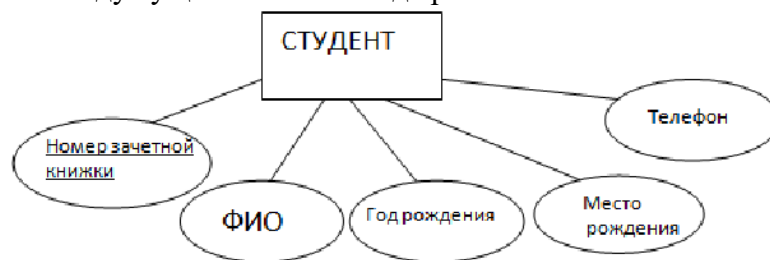 СТУДЕНТ
Телефон
Номер зачетной
книжки
ФИО
Год рождения
Место
рождения